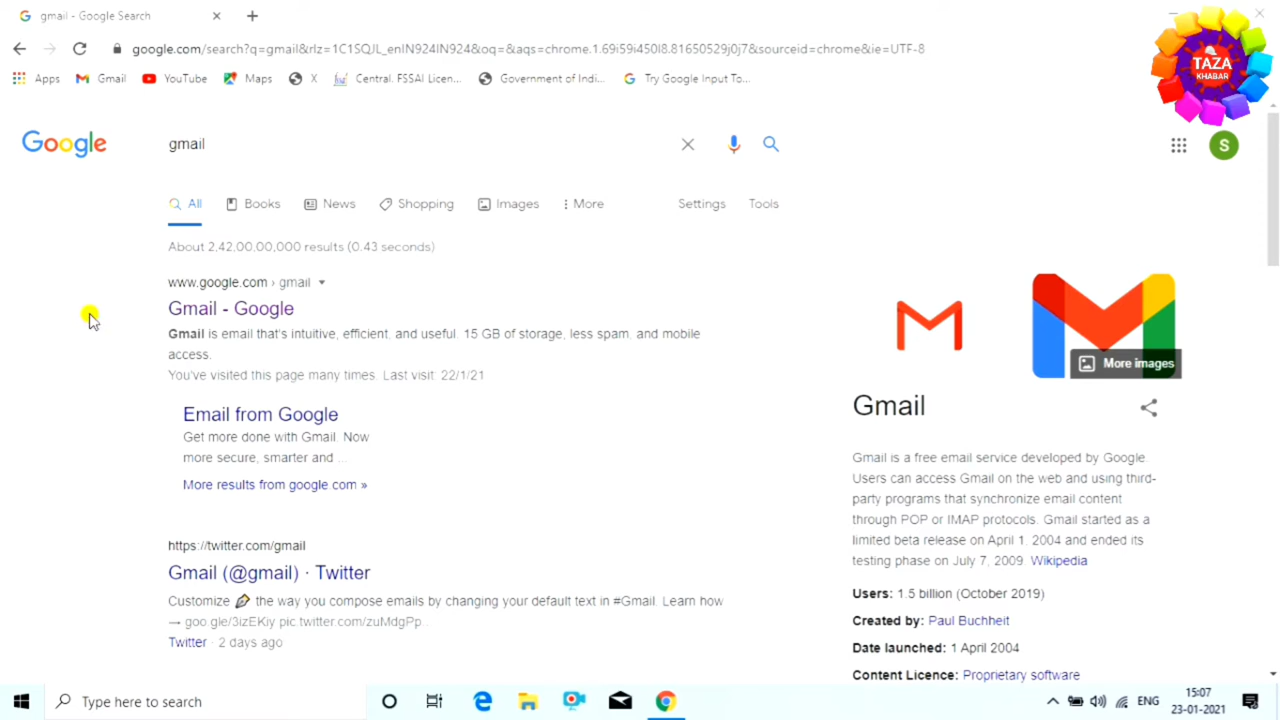 gmail - Google Search
google.com/search?q=gmail&rlz=1C1SQJL_enIN924IN924&oq=&aqs=chrome.1.69i59i450l8.81650529j0j7&sourceid=chrome&ie=UTF-8
Apps Gmail YouTube Maps X Central. FSSAI Licen... Government of Indi... Try Google Input To...
TAZA
KHABAR
Google gmail S
All Books News Shopping Images More Settings Tools
About 2,42,00,00,000 results (0.43 seconds)
www.google.com › gmail
Gmail - Google
Gmail is email that's intuitive, efficient, and useful. 15 GB of storage, less spam, and mobile
access.
You've visited this page many times. Last visit: 22/1/21
Email from Google
Get more done with Gmail. Now
more secure, smarter and ...
More results from google.com »
https://twitter.com/gmail
Gmail (@gmail) · Twitter
Customize the way you compose emails by changing your default text in #Gmail. Learn how
→ goo.gle/3izEKiy pic.twitter.com/zuMdgPp...
Twitter · 2 days ago
More images
Gmail
Gmail is a free email service developed by Google.
Users can access Gmail on the web and using third-
party programs that synchronize email content
through POP or IMAP protocols. Gmail started as a
limited beta release on April 1, 2004 and ended its
testing phase on July 7, 2009. Wikipedia
Users: 1.5 billion (October 2019)
Created by: Paul Buchheit
Date launched: 1 April 2004
Content Licence: Proprietary software
Type here to search
ENG
15:07
23-01-2021